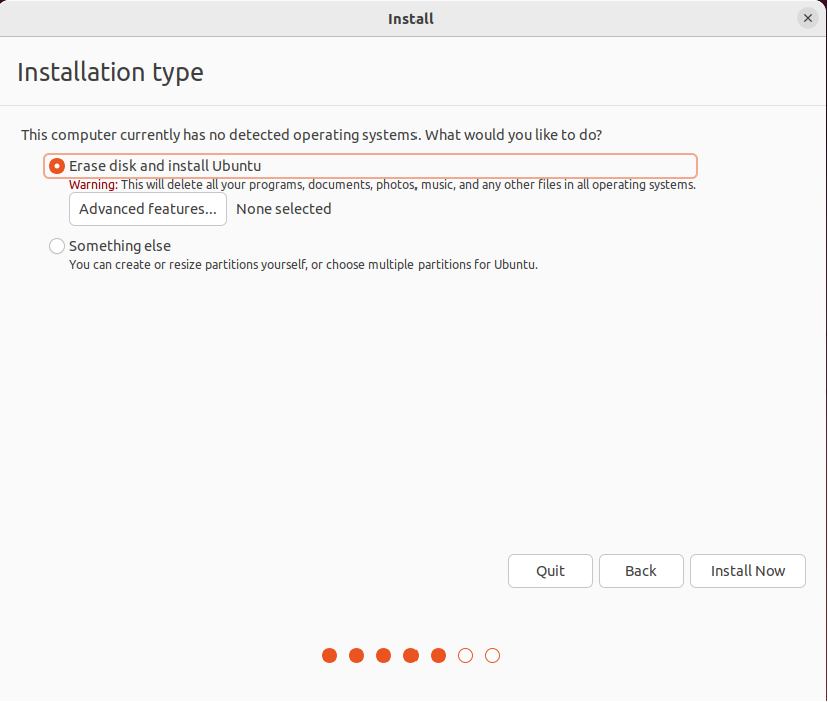 Install
Installation type
This computer currently has no detected operating systems. What would you like to do?
Erase disk and install Ubuntu
Warning: This will delete all your programs, documents, photos, music, and any other files in all operating systems.
Advanced features... None selected
Something else
You can create or resize partitions yourself, or choose multiple partitions for Ubuntu.
Quit Back Install Now